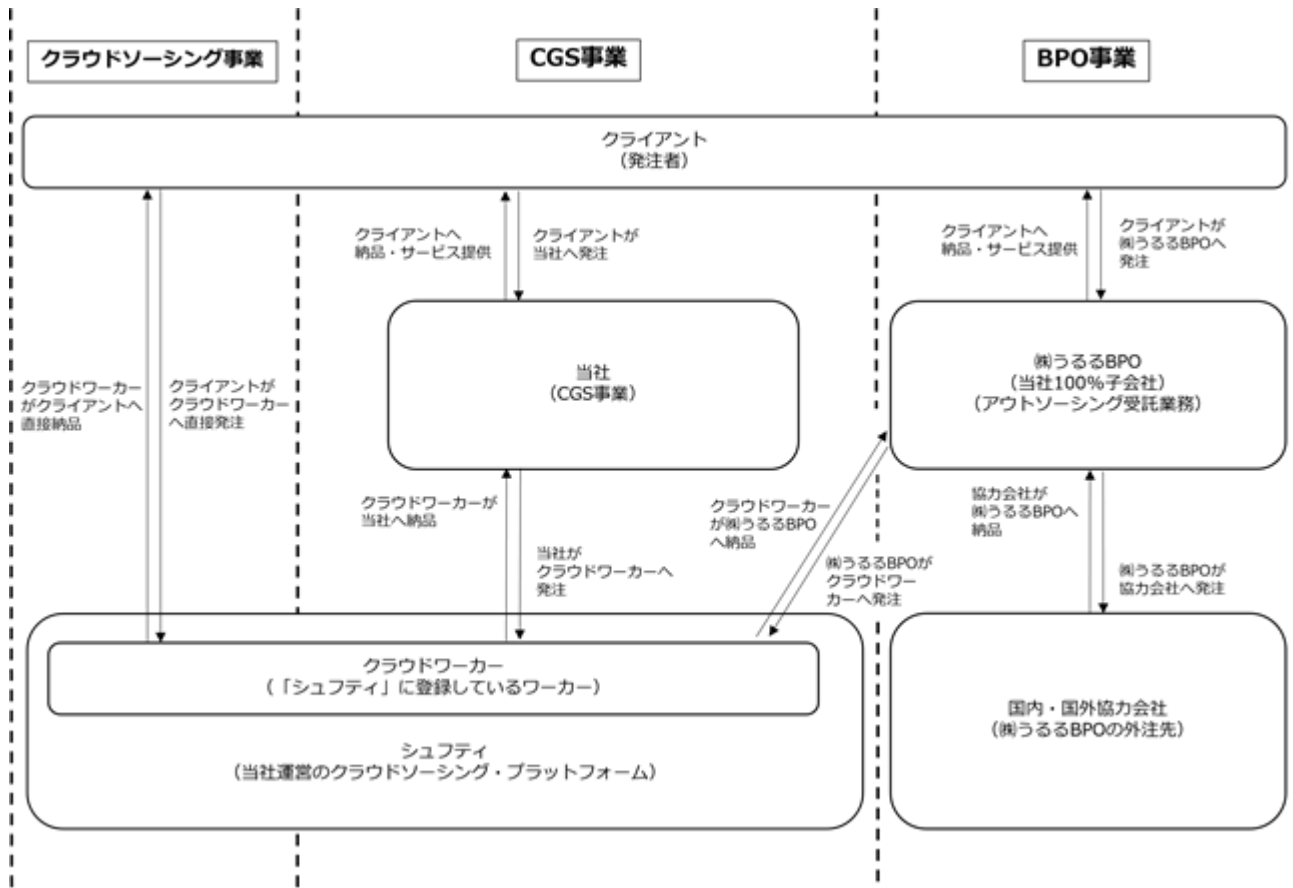 クラウドソーシング事業
CGS事業
BPO事業
クライアント
（発注者）
クライアントへ
納品・サービス提供
クライアントが
当社へ発注
クライアントへ
納品・サービス提供
クライアントが
㈱うるるBPOへ
発注
クラウドワーカー
がクライアントへ
直接納品
クライアントが
クラウドワーカー
へ直接発注
当社
（CGS事業）
㈱うるるBPO
（当社100％子会社）
（アウトソーシング受託業務）
クラウドワーカーが
当社へ納品
当社が
クラウドワーカーへ
発注
クラウドワーカー
が㈱うるるBPO
へ納品
㈱うるるBPOが
クラウドワー
カーへ発注
協力会社が
㈱うるるBPOへ
納品
㈱うるるBPOが
協力会社へ発注
クラウドワーカー
（「シュフティ」に登録しているワーカー）
シュフティ
（当社運営のクラウドソーシング・プラットフォーム）
国内・国外協力会社
（㈱うるるBPOの外注先）